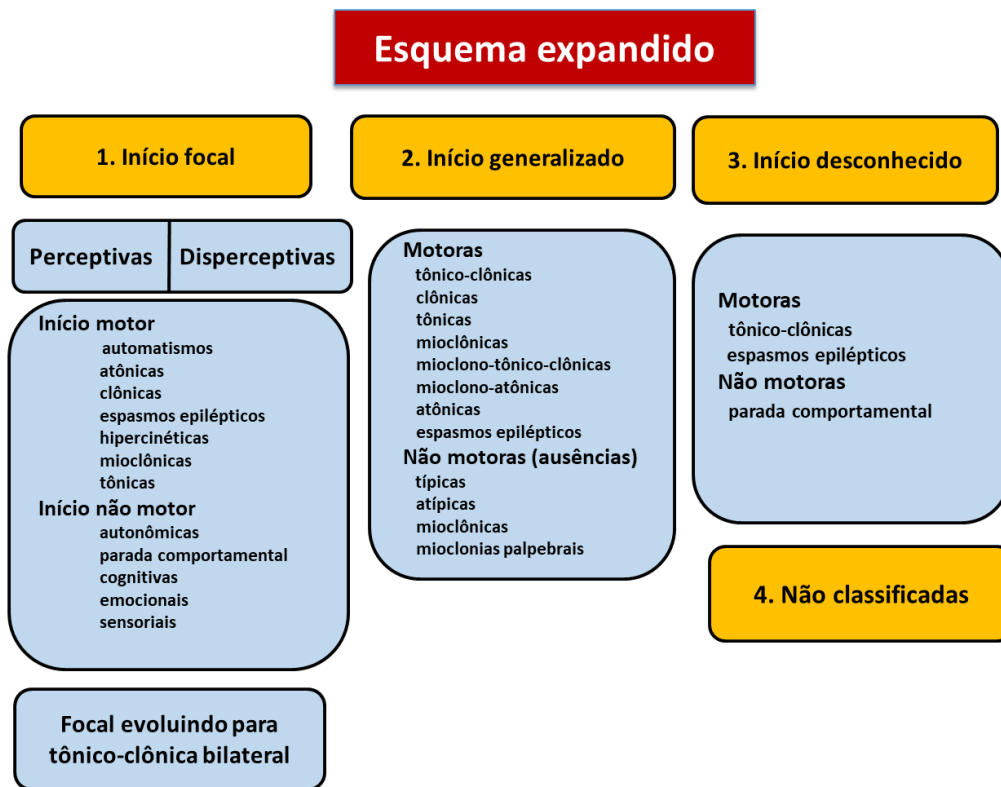 Esquema expandido
1. Início focal
Perceptivas
Disperceptivas
Início motor
automatismos
atônicas
clônicas
espasmos epilépticos
hipercinéticas
mioclônicas
tônicas
Início não motor
autonômicas
parada comportamental
cognitivas
emocionais
sensoriais
Focal evoluindo para
tônico-clônica bilateral
2. Início generalizado
Motoras
tônico-clônicas
clônicas
tônicas
mioclônicas
mioclono-tônico-clônicas
mioclono-atônicas
atônicas
espasmos epilépticos
Não motoras (ausências)
típicas
atípicas
mioclônicas
mioclonias palpebrais
3. Início desconhecido
Motoras
tônico-clônicas
espasmos epilépticos
Não motoras
parada comportamental
4. Não classificadas